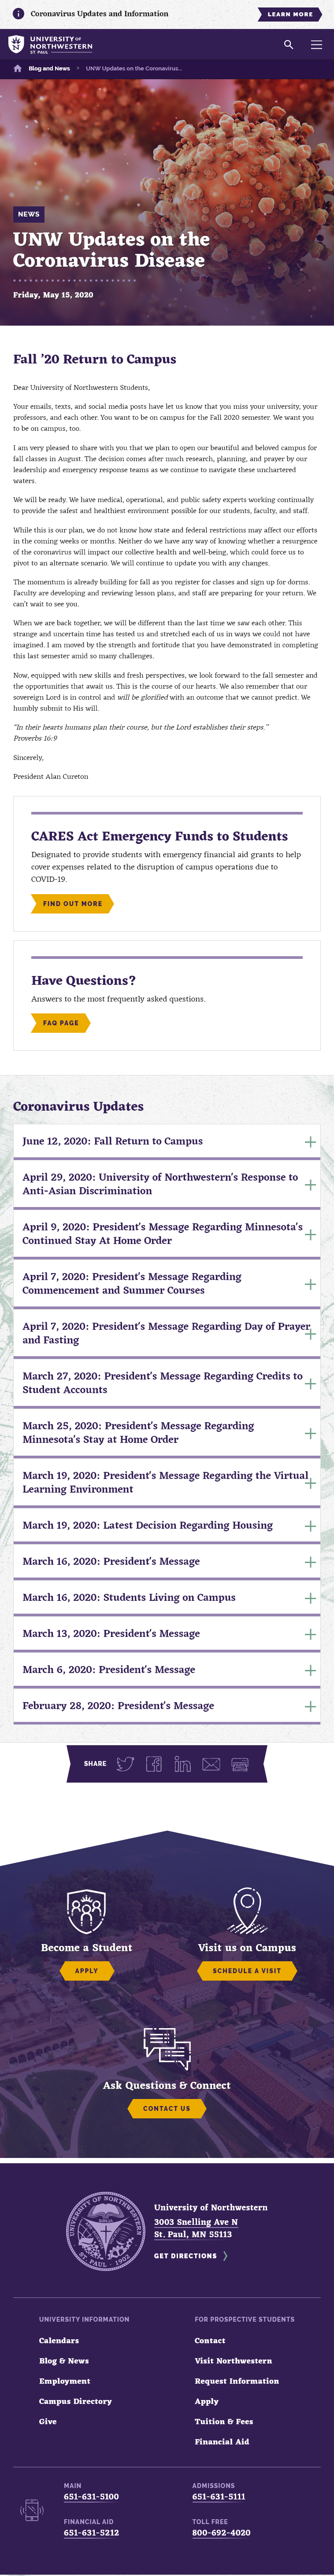 Coronavirus Updates and Information
LEARN MORE
UNIVERSITY OF
NORTHWESTERN
ST. PAUL
Blog and News > UNW Updates on the Coronavirus...
NEWS
UNW Updates on the
Coronavirus Disease
Friday, May 15, 2020
Fall ’20 Return to Campus
Dear University of Northwestern Students,
Your emails, texts, and social media posts have let us know that you miss your university, your
professors, and each other. You want to be on campus for the Fall 2020 semester. We want you
to be on campus, too.
I am very pleased to share with you that we plan to open our beautiful and beloved campus for
fall classes in August. The decision comes after much research, planning, and prayer by our
leadership and emergency response teams as we continue to navigate these unchartered
waters.
We will be ready. We have medical, operational, and public safety experts working continually
to provide the safest and healthiest environment possible for our students, faculty, and staff.
While this is our plan, we do not know how state and federal restrictions may affect our efforts
in the coming weeks or months. Neither do we have any way of knowing whether a resurgence
of the coronavirus will impact our collective health and well-being, which could force us to
pivot to an alternate scenario. We will continue to update you with any changes.
The momentum is already building for fall as you register for classes and sign up for dorms.
Faculty are developing and reviewing lesson plans, and staff are preparing for your return. We
can’t wait to see you.
When we are back together, we will be different than the last time we saw each other. This
strange and uncertain time has tested us and stretched each of us in ways we could not have
imagined. I am moved by the strength and fortitude that you have demonstrated in completing
this last semester amidst so many challenges.
Now, equipped with new skills and fresh perspectives, we look forward to the fall semester and
the opportunities that await us. This is the course of our hearts. We also remember that our
sovereign Lord is in control and will be glorified with an outcome that we cannot predict. We
humbly submit to His will.
“In their hearts humans plan their course, but the Lord establishes their steps.”
Proverbs 16:9
Sincerely,
President Alan Cureton
CARES Act Emergency Funds to Students
Designated to provide students with emergency financial aid grants to help
cover expenses related to the disruption of campus operations due to
COVID-19.
FIND OUT MORE
Have Questions?
Answers to the most frequently asked questions.
FAQ PAGE
Coronavirus Updates
June 12, 2020: Fall Return to Campus
April 29, 2020: University of Northwestern's Response to
Anti-Asian Discrimination
April 9, 2020: President's Message Regarding Minnesota's
Continued Stay At Home Order
April 7, 2020: President's Message Regarding
Commencement and Summer Courses
April 7, 2020: President's Message Regarding Day of Prayer
and Fasting
March 27, 2020: President's Message Regarding Credits to
Student Accounts
March 25, 2020: President's Message Regarding
Minnesota's Stay at Home Order
March 19, 2020: President's Message Regarding the Virtual
Learning Environment
March 19, 2020: Latest Decision Regarding Housing
March 16, 2020: President's Message
March 16, 2020: Students Living on Campus
March 13, 2020: President's Message
March 6, 2020: President's Message
February 28, 2020: President's Message
SHARE
Become a Student
APPLY
Visit us on Campus
SCHEDULE A VISIT
Ask Questions & Connect
CONTACT US
UNIVERSITY OF NORTHWESTERN
ST. PAUL • 1902
University of Northwestern
3003 Snelling Ave N
St. Paul, MN 55113
GET DIRECTIONS
UNIVERSITY INFORMATION
Calendars
Blog & News
Employment
Campus Directory
Give
FOR PROSPECTIVE STUDENTS
Contact
Visit Northwestern
Request Information
Apply
Tuition & Fees
Financial Aid
MAIN
651-631-5100
ADMISSIONS
651-631-5111
FINANCIAL AID
651-631-5212
TOLL FREE
800-692-4020